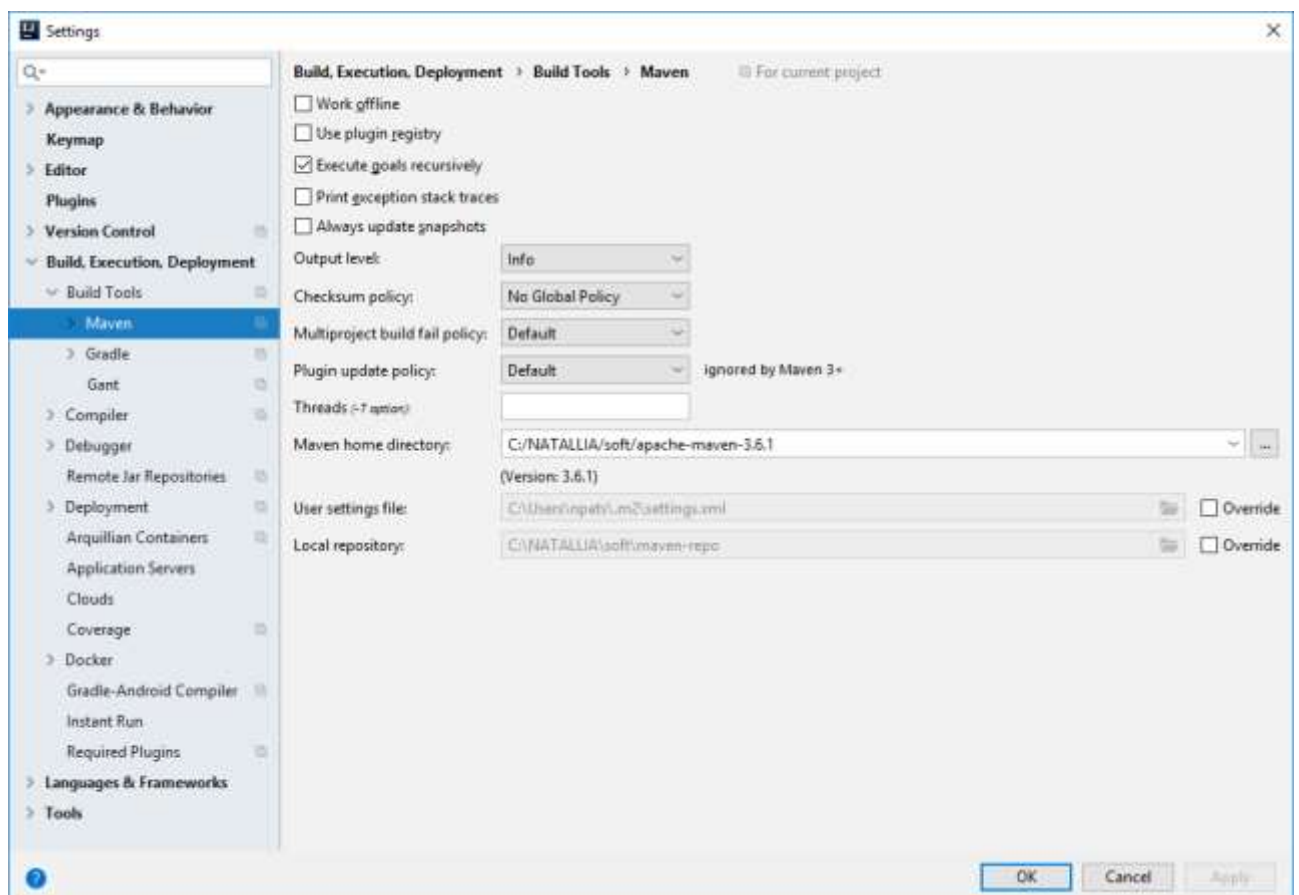 Settings
Build, Execution, Deployment › Build Tools › Maven For current project
Appearance & Behavior
Keymap
Editor
Plugins
Version Control
Build, Execution, Deployment
Build Tools
Maven
Gradle
Gant
Compiler
Debugger
Remote Jar Repositories
Deployment
Arquillian Containers
Application Servers
Clouds
Coverage
Docker
Gradle-Android Compiler
Instant Run
Required Plugins
Languages & Frameworks
Tools
Work offline
Use plugin registry
Execute goals recursively
Print exception stack traces
Always update snapshots
Output level: Info
Checksum policy: No Global Policy
Multiproject build fail policy: Default
Plugin update policy: Default ignored by Maven 3+
Threads (-T option)
Maven home directory: C:/NATALLIA/soft/apache-maven-3.6.1 ...
(Version: 3.6.1)
User settings file: Override
Local repository: C:\NATALLIA\soft\maven-repo Override
? OK Cancel Apply